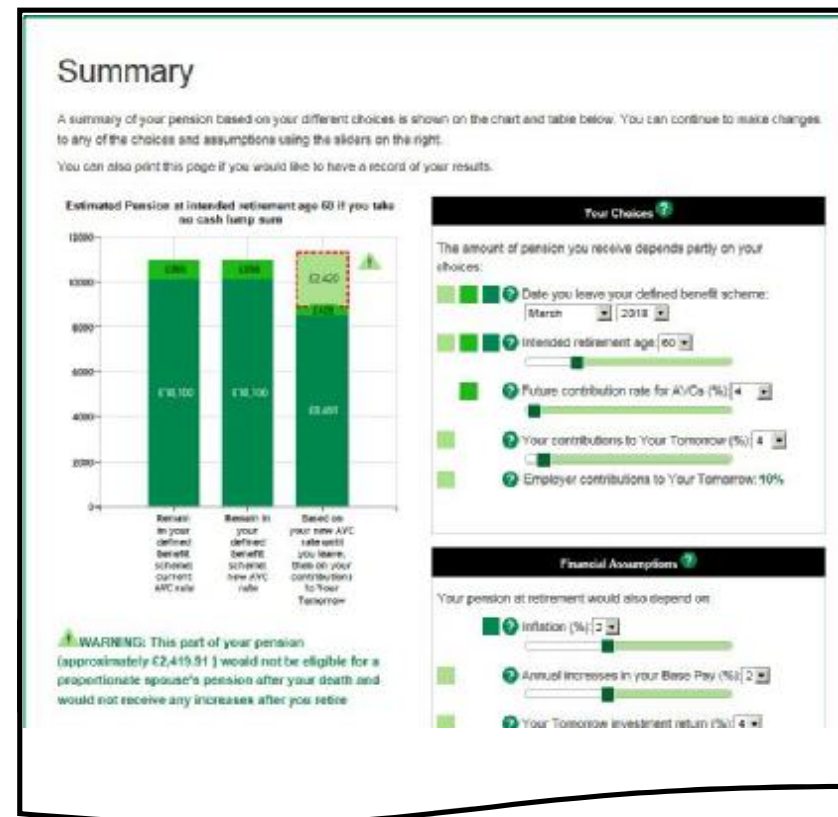 Summary
A summary of your pension based on your different choices is shown on the chart and table below. You can continue to make changes
to any of the choices and assumptions using the sliders on the right.
You can also print this page if you would like to have a record of your results.
Estimated Pension at intended retirement age 60 if you take
no cash lump sum
12000
10000
8000
6000
4000
2000
0
£10,100
£10,100
£2,420
Remain
in your
defined
benefit
scheme:
current
AVC rate
Remain in
your
defined
benefit
scheme:
new AVC
rate
Based on
your new AVC
rate until
you leave,
then on your
contributions
to Your
Tomorrow
WARNING: This part of your pension
(approximately £2,419.91 ) would not be eligible for a
proportionate spouse's pension after your death and
would not receive any increases after you retire
Your Choices ?
The amount of pension you receive depends partly on your
choices:
? Date you leave your defined benefit scheme:
March 2018
? Intended retirement age: 60
? Future contribution rate for AVCs (%): 4
? Your contributions to Your Tomorrow (%): 4
? Employer contributions to Your Tomorrow: 10%
Financial Assumptions ?
Your pension at retirement would also depend on
? Inflation (%):
? Annual increases in your Base Pay (%): 2
? Your Tomorrow investment return (%): 4